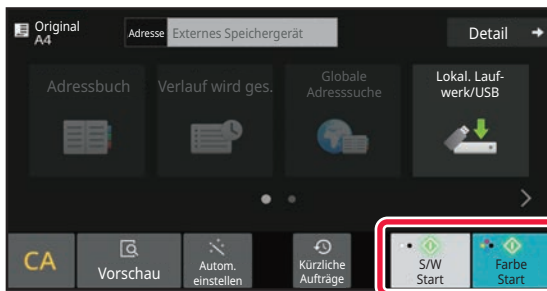 Original
A4
Adresse Externes Speichergerät
Detail
Adressbuch
Verlauf wird ges.
Globale
Adresssuche
Lokal. Lauf-
werk/USB
CA
Vorschau
Autom.
einstellen
Kürzliche
Aufträge
S/W
Start
Farbe
Start